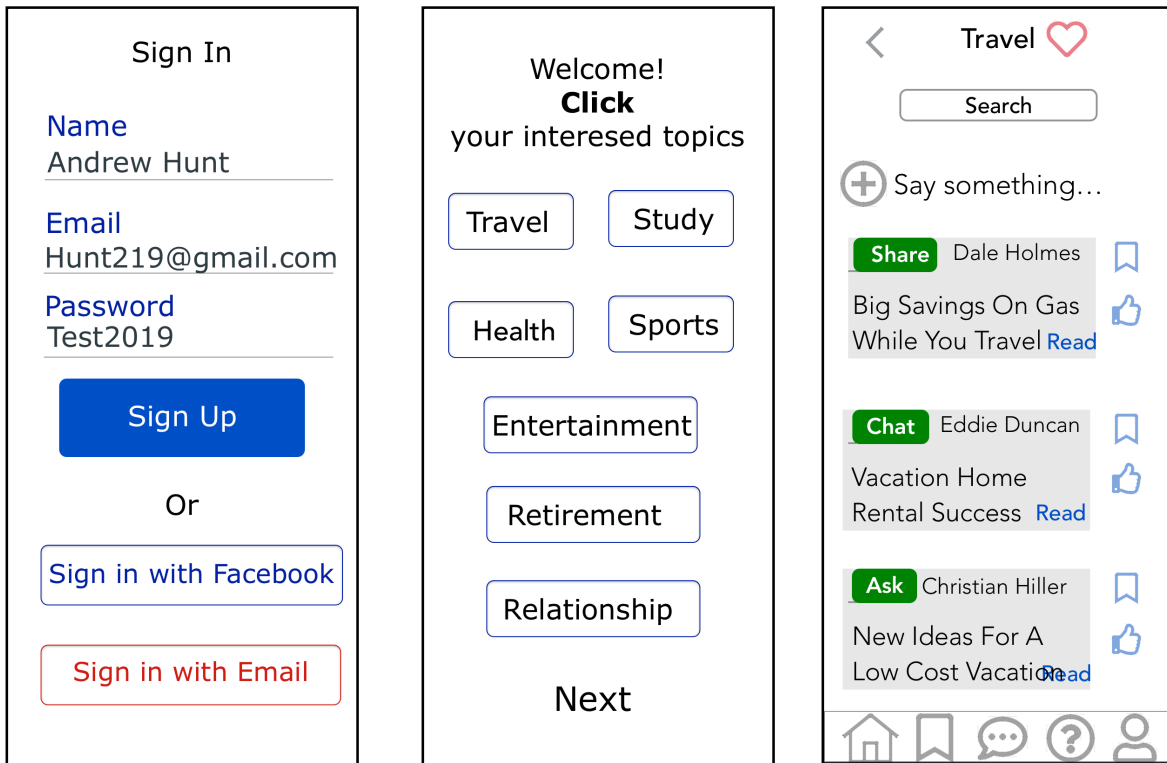 Sign In
Name
Andrew Hunt
Email
Hunt219@gmail.com
Password
Test2019
Sign Up
Or
Sign in with Facebook
Sign in with Email
Welcome!
Click
your interesed topics
Travel
Study
Health
Sports
Entertainment
Retirement
Relationship
Next
Travel
Search
Say something...
Share Dale Holmes
Big Savings On Gas
While You Travel Read
Chat Eddie Duncan
Vacation Home
Rental Success Read
Ask Christian Hiller
New Ideas For A
Low Cost Vacation Read